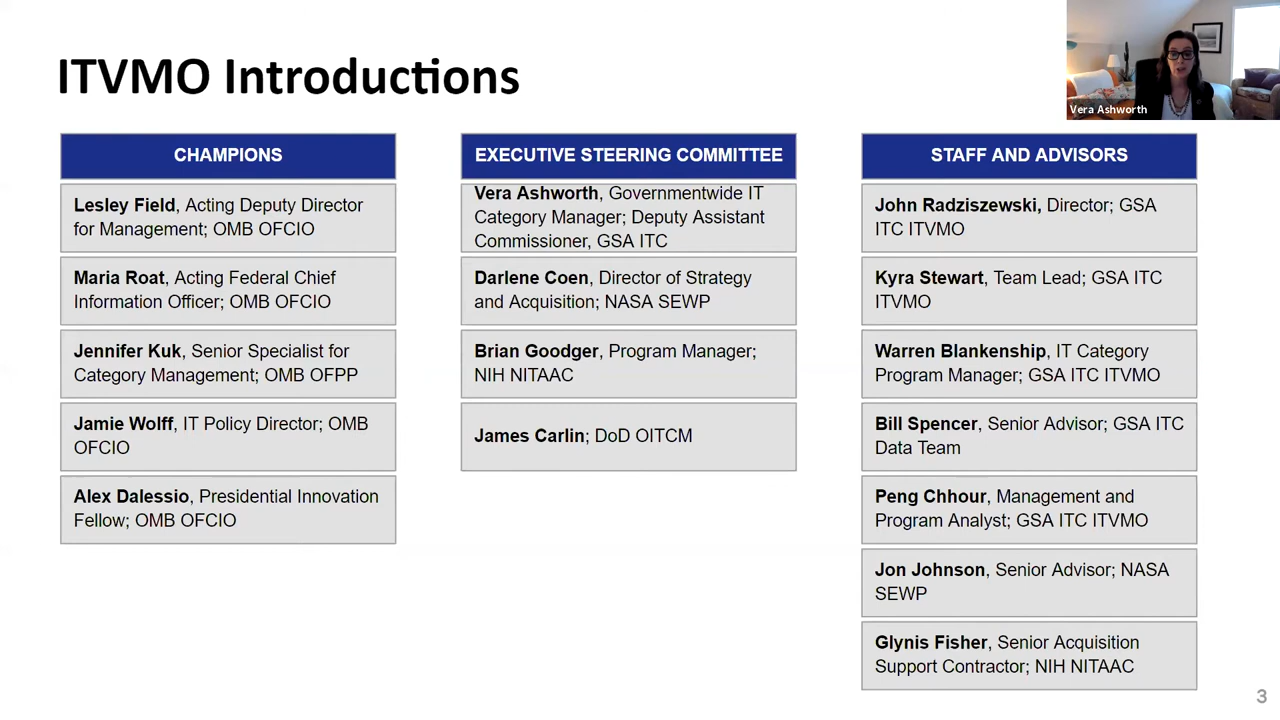 ITVMO Introductions
Vera Ashworth
CHAMPIONS
Lesley Field, Acting Deputy Director
for Management; OMB OFCIO
Maria Roat, Acting Federal Chief
Information Officer; OMB OFCIO
Jennifer Kuk, Senior Specialist for
Category Management; OMB OFPP
Jamie Wolff, IT Policy Director; OMB
OFCIO
Alex Dalessio, Presidential Innovation
Fellow; OMB OFCIO
EXECUTIVE STEERING COMMITTEE
Vera Ashworth, Governmentwide IT
Category Manager; Deputy Assistant
Commissioner, GSA ITC
Darlene Coen, Director of Strategy
and Acquisition; NASA SEWP
Brian Goodger, Program Manager;
NIH NITAAC
James Carlin; DoD OITCM
STAFF AND ADVISORS
John Radziszewski, Director; GSA
ITC ITVMO
Kyra Stewart, Team Lead; GSA ITC
ITVMO
Warren Blankenship, IT Category
Program Manager; GSA ITC ITVMO
Bill Spencer, Senior Advisor; GSA ITC
Data Team
Peng Chhour, Management and
Program Analyst; GSA ITC ITVMO
Jon Johnson, Senior Advisor; NASA
SEWP
Glynis Fisher, Senior Acquisition
Support Contractor; NIH NITAAC
3